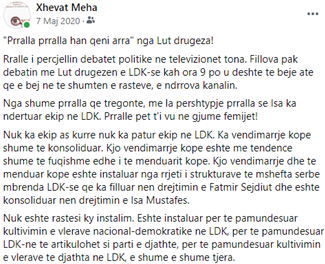 Xhevat Meha
7 Maj 2020
"Prralla prralla han qeni arra" nga Lut drugeza!
Rralle i percjellin debatet politike ne televizionet tona. Fillova pak
debatin me Lut drugezen e LDK-se kah ora 9 po u deshte te beje ate
qe e bej ne te shumten e rasteve, e ndrrova kanalin.
Nga shume prralla qe tregonte, me la pershtypje prralla se Isa ka
ndertuar ekip ne LDK. Prralle pet't'i vu ne gjume femijet!
Nuk ka ekip as kurre nuk ka patur ekip ne LDK. Ka vendimarrje kope
shume te konsoliduar. Kjo vendimarrje kope eshte me tendence
shume te fuqishme edhe i te menduarit kope. Kjo vendimarrje dhe te
menduar kope eshte instaluar nga rrjeti i strukturave te mshefta serbe
mbrenda LDK-se qe ka filluar nen drejtimin e Fatmir Sejdiut dhe eshte
konsoliduar nen drejtimin e Isa Mustafes.
Nuk eshte rastesi ky instalim. Eshte instaluar per te pamundesuar
kultivimin e vlerave nacional-demokratike ne LDK, per te pamundesuar
LDK-ne te artikulohet si parti e djathte, per te pamundesuar kultivimin
e vlerave te djathta ne LDK, e shume e shume tjera.